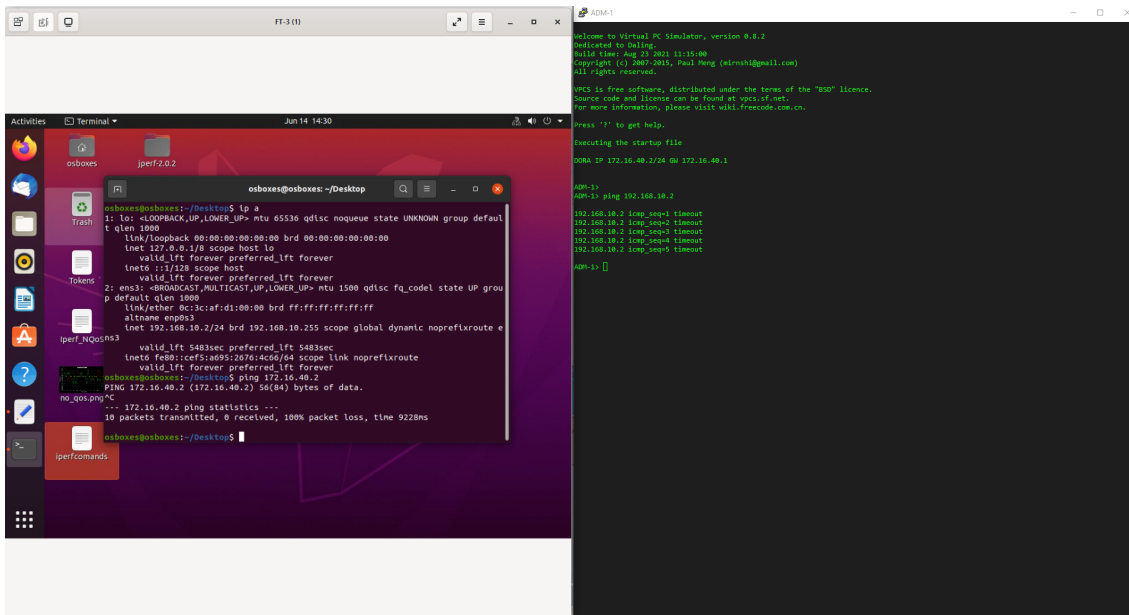 FT-3 (1)
Activities
Terminal
Jun 14 14:30
osboxes
jperf-2.0.2
Trash
Tokens
Iperf_NQoS
no_qos.png
iperfcomands
osboxes@osboxes: ~/Desktop
osboxes@osboxes:~/Desktop$ ip a
1: lo: <LOOPBACK,UP,LOWER_UP> mtu 65536 qdisc noqueue state UNKNOWN group defaul
t qlen 1000
link/loopback 00:00:00:00:00:00 brd 00:00:00:00:00:00
inet 127.0.0.1/8 scope host lo
valid_lft forever preferred_lft forever
inet6 ::1/128 scope host
valid_lft forever preferred_lft forever
2: ens3: <BROADCAST,MULTICAST,UP,LOWER_UP> mtu 1500 qdisc fq_codel state UP grou
p default qlen 1000
link/ether 0c:3c:af:d1:00:00 brd ff:ff:ff:ff:ff:ff
altname enp0s3
inet 192.168.10.2/24 brd 192.168.10.255 scope global dynamic noprefixroute e
ns3
valid_lft 5483sec preferred_lft 5483sec
inet6 fe80::cef5:a695:2676:4c66/64 scope link noprefixroute
valid_lft forever preferred_lft forever
osboxes@osboxes:~/Desktop$ ping 172.16.40.2
PING 172.16.40.2 (172.16.40.2) 56(84) bytes of data.
^C
--- 172.16.40.2 ping statistics ---
10 packets transmitted, 0 received, 100% packet loss, time 9228ms
osboxes@osboxes:~/Desktop$
ADM-1
Welcome to Virtual PC Simulator, version 0.8.2
Dedicated to Daling.
Build time: Aug 23 2021 11:15:00
Copyright (c) 2007-2015, Paul Meng (mirnshi@gmail.com)
All rights reserved.
VPCS is free software, distributed under the terms of the "BSD" licence.
Source code and license can be found at vpcs.sf.net.
For more information, please visit wiki.freecode.com.cn.
Press '?' to get help.
Executing the startup file
DORA IP 172.16.40.2/24 GW 172.16.40.1
ADM-1>
ADM-1> ping 192.168.10.2
192.168.10.2 icmp_seq=1 timeout
192.168.10.2 icmp_seq=2 timeout
192.168.10.2 icmp_seq=3 timeout
192.168.10.2 icmp_seq=4 timeout
192.168.10.2 icmp_seq=5 timeout
ADM-1>